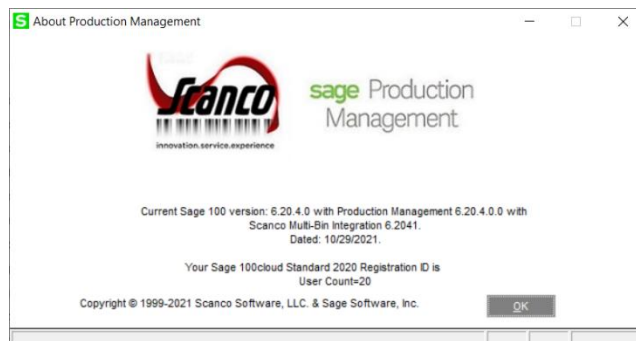 S About Production Management
Scanco
innovation.service.experience
sage Production
Management
Current Sage 100 version: 6.20.4.0 with Production Management 6.20.4.0.0 with
Scanco Multi-Bin Integration 6.2041.
Dated: 10/29/2021.
Your Sage 100cloud Standard 2020 Registration ID is
User Count=20
Copyright © 1999-2021 Scanco Software, LLC. & Sage Software, Inc.
OK